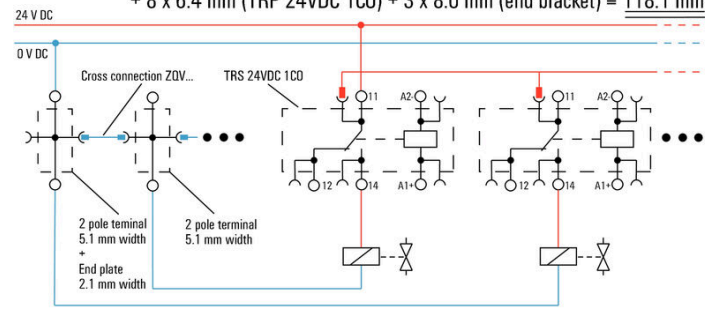 + 8 x 6.4 mm (TRP 24VDC 1CO) + 3 x 8.0 mm (end bracket) = 118.1 mm
24 V DC
0 V DC
Cross connection ZQV...
TRS 24VDC 1CO
11
A2-
11
A2-
12
14
A1+
12
14
A1+
2 pole teminal
5.1 mm width
+
End plate
2.1 mm width
2 pole terminal
5.1 mm width